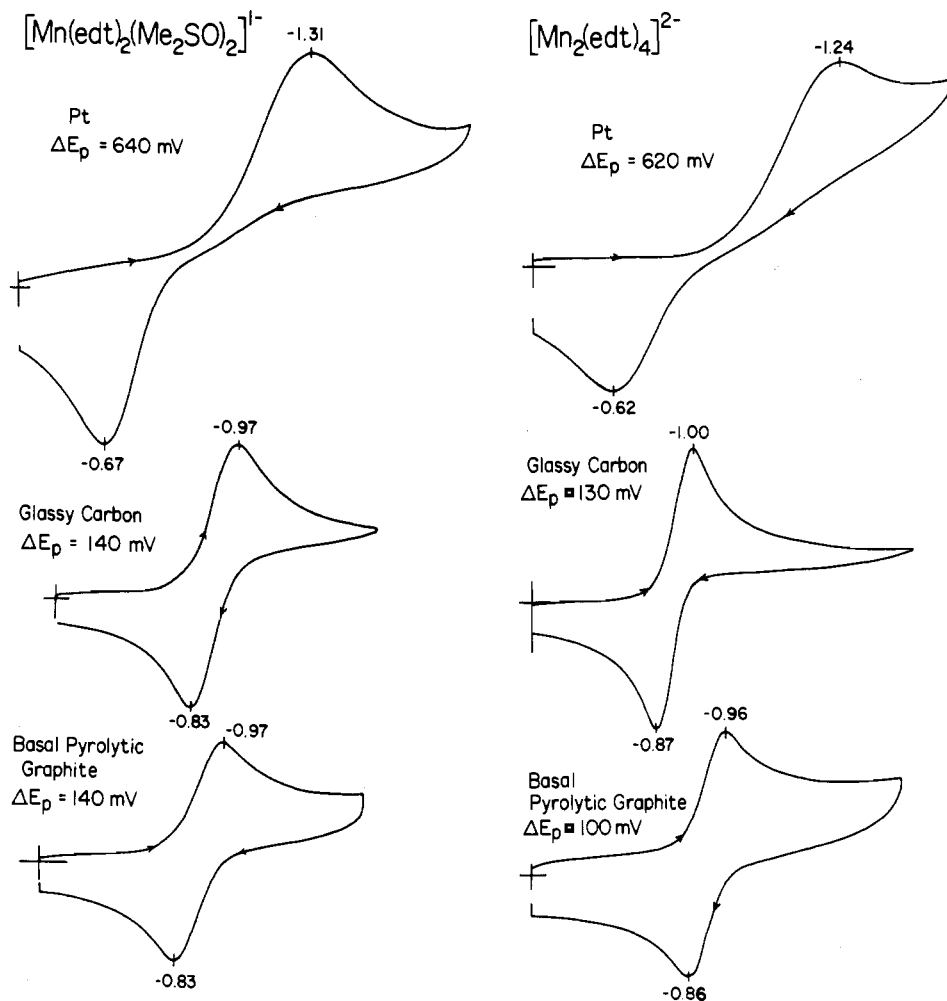 [Mn(edt)₂(Me₂SO)₂]¹⁻
-1.31
Pt
ΔEp = 640 mV
-0.67
-0.97
Glassy Carbon
ΔEp = 140 mV
-0.83
-0.97
Basal Pyrolytic
Graphite
ΔEp = 140 mV
-0.83
[Mn₂(edt)₄]²⁻
-1.24
Pt
ΔEp = 620 mV
-0.62
-1.00
Glassy Carbon
ΔEp = 130 mV
-0.87
-0.96
Basal
Pyrolytic Graphite
ΔEp = 100 mV
-0.86